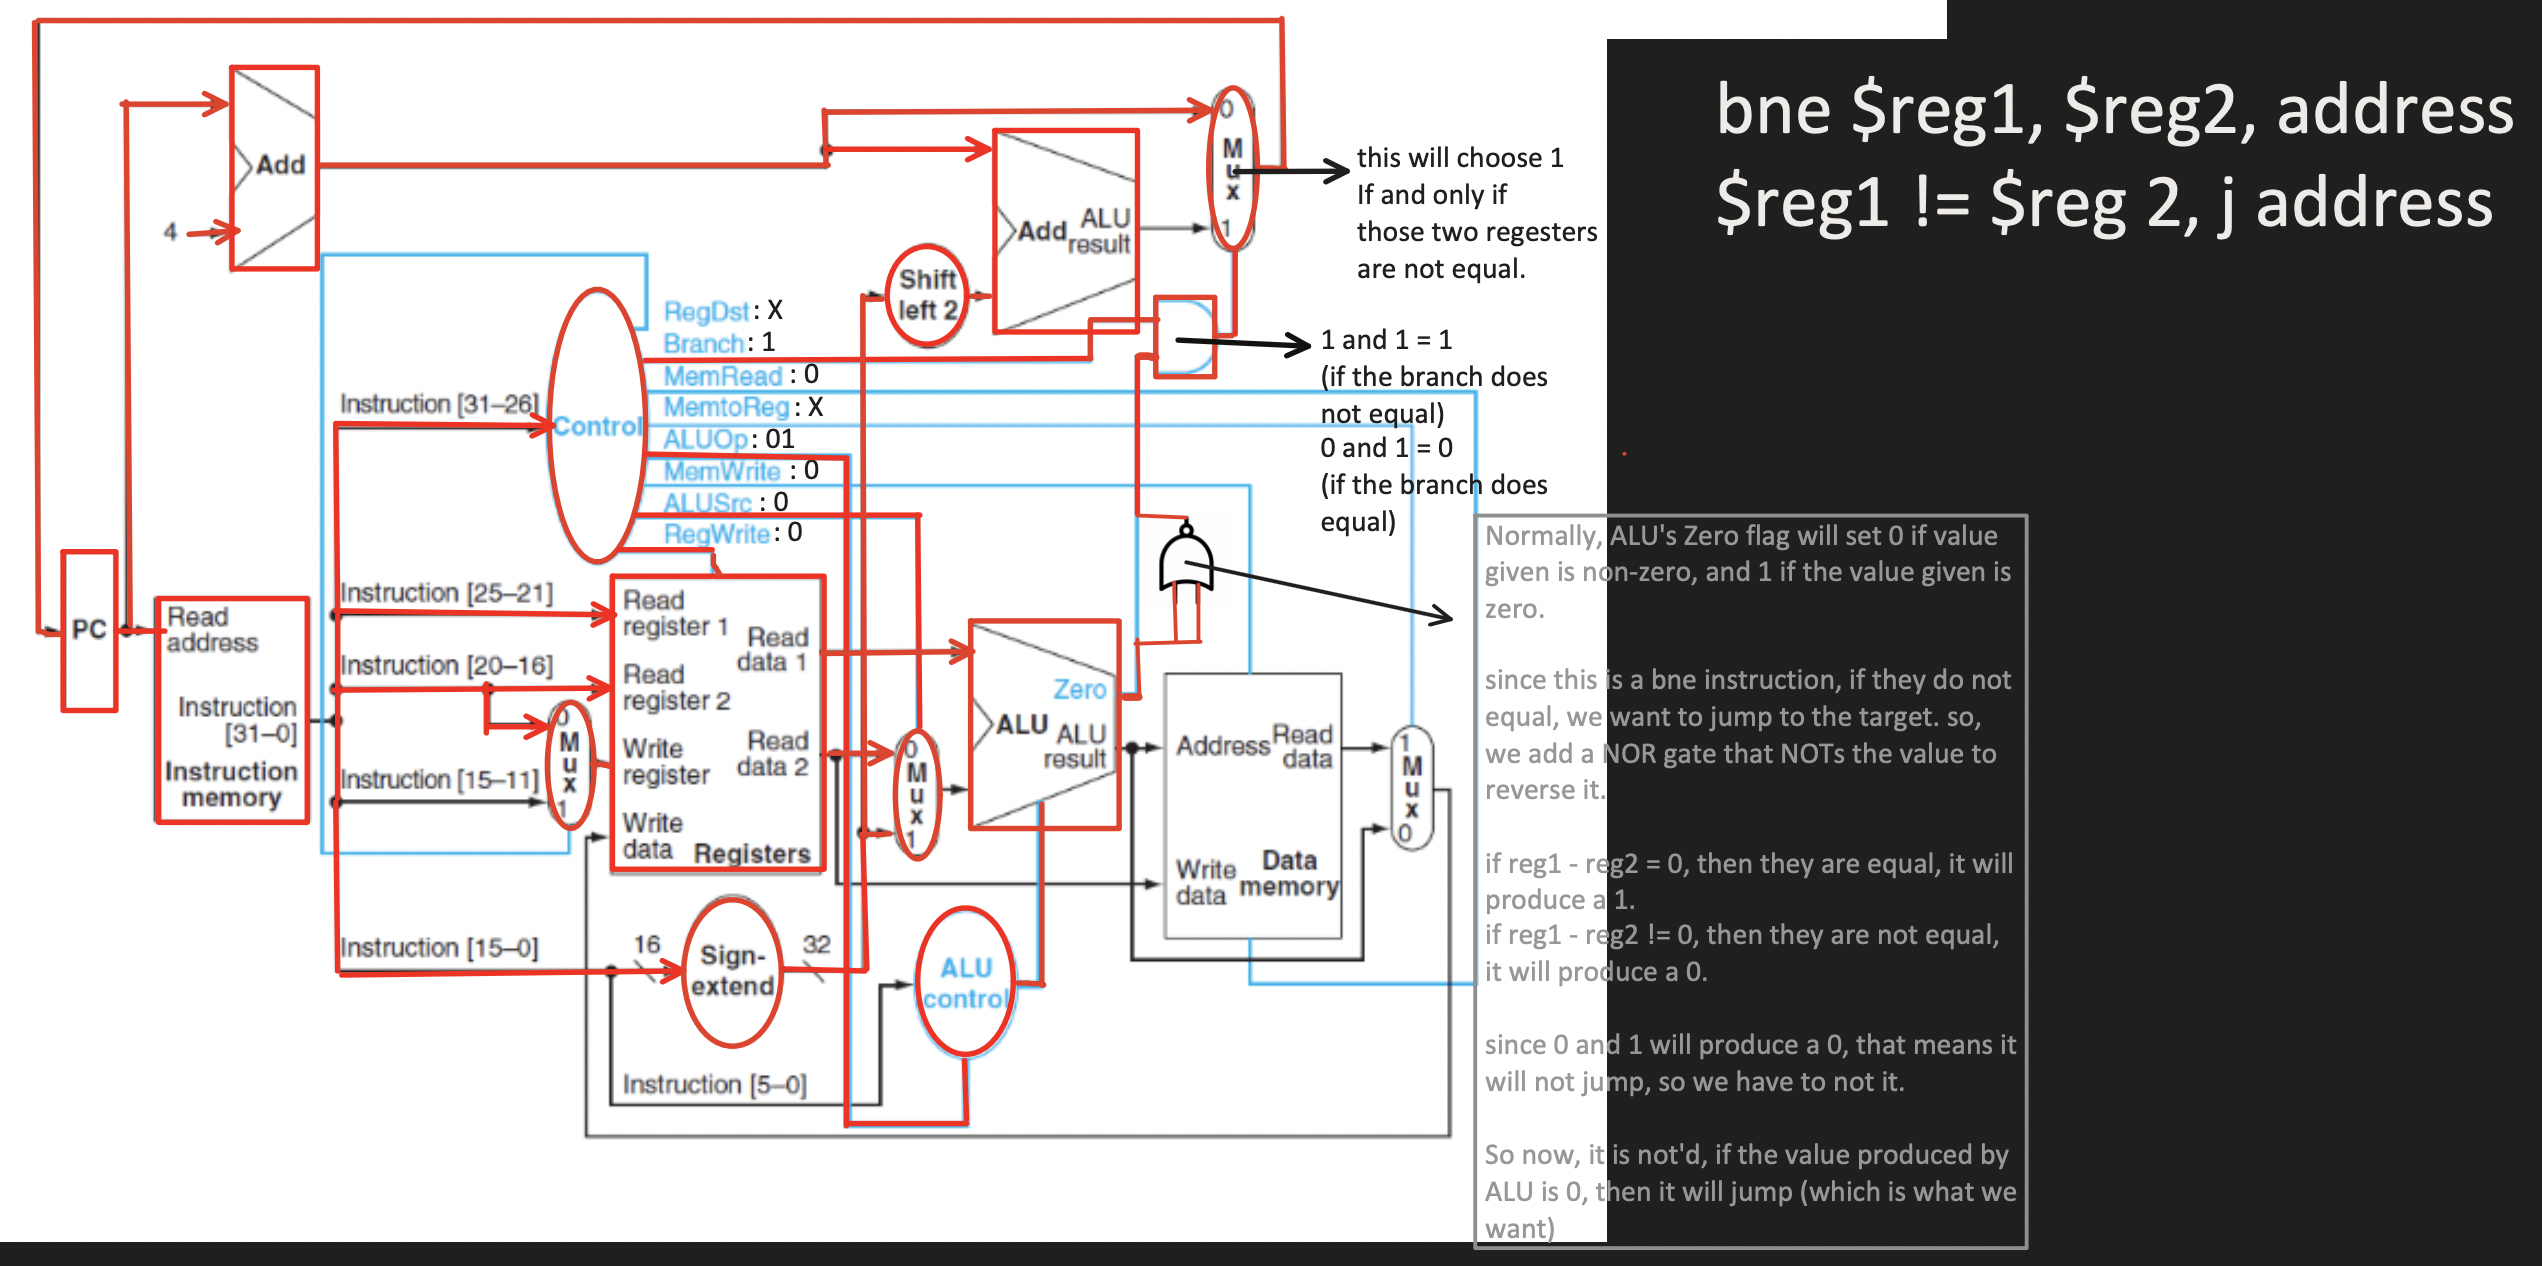 bne $reg1, $reg2, address
$reg1 != $reg 2, j address
Add
4
0
M
u
x
1
this will choose 1
If and only if
those two regesters
are not equal.
Add
ALU
result
Shift
left 2
RegDst : X
Branch : 1
MemRead : 0
MemtoReg : X
ALUOp : 01
MemWrite : 0
ALUSrc : 0
RegWrite : 0
1 and 1 = 1
(if the branch does
not equal)
0 and 1 = 0
(if the branch does
equal)
Instruction [31–26]
Control
PC
Read
address
Instruction
[31–0]
Instruction
memory
Instruction [25–21]
Instruction [20–16]
Instruction [15–11]
0
M
u
x
1
Read
register 1
Read
register 2
Write
register
Write
data
Read
data 1
Read
data 2
Registers
0
M
u
x
1
Zero
ALU
ALU
result
Address
Read
data
Write
data
Data
memory
1
M
u
x
0
Instruction [15–0]
16
Sign-
extend
32
ALU
control
Instruction [5–0]
Normally, ALU's Zero flag will set 0 if value
given is non-zero, and 1 if the value given is
zero.
since this is a bne instruction, if they do not
equal, we want to jump to the target. so,
we add a NOR gate that NOTs the value to
reverse it.
if reg1 - reg2 = 0, then they are equal, it will
produce a 1.
if reg1 - reg2 != 0, then they are not equal,
it will produce a 0.
since 0 and 1 will produce a 0, that means it
will not jump, so we have to not it.
So now, it is not'd, if the value produced by
ALU is 0, then it will jump (which is what we
want)